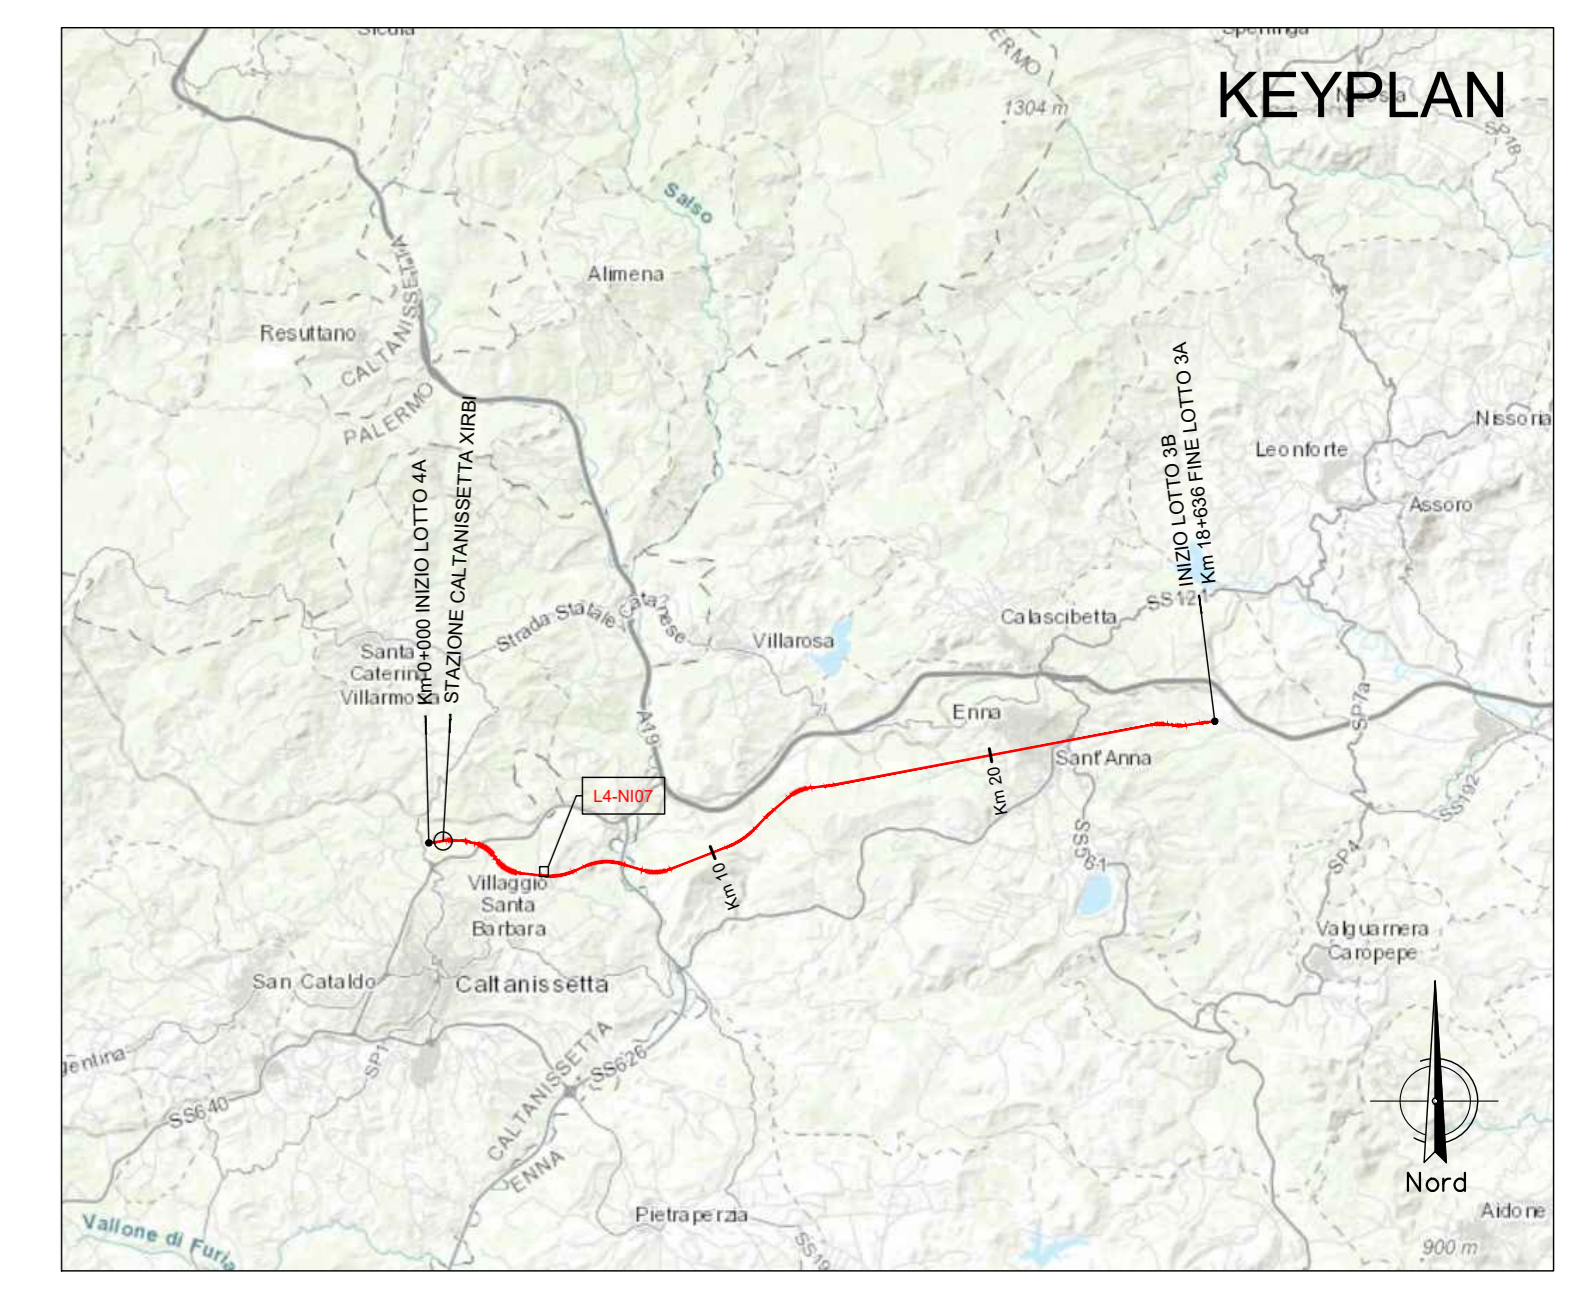 KEYPLAN
1304 m
Salso
Alimena
CALTANISSETTA
Resuttano
PALERMO
Km 0+000 INIZIO LOTTO 4A
STAZIONE CALTANISSETTA XIRBI
INIZIO LOTTO 3B
Km 18+636 FINE LOTTO 3A
Nissoria
Leonforte
Assoro
SS121
Calascibetta
Strada Statale Catanese
Villarosa
Santa
Caterina
Villarmosa
A19
Enna
SP7a
Sant'Anna
Km 20
L4-NI07
SS192
SS561
SP4
Km 10
Villaggio
Santa
Barbara
Valguarnera
Caropepe
San Cataldo
Caltanissetta
gentina
SP1
CALTANISSETTA
SS626
SS640
ENNA
Nord
Pietraperzia
Aidone
Vallone di Furia
SS19
900 m